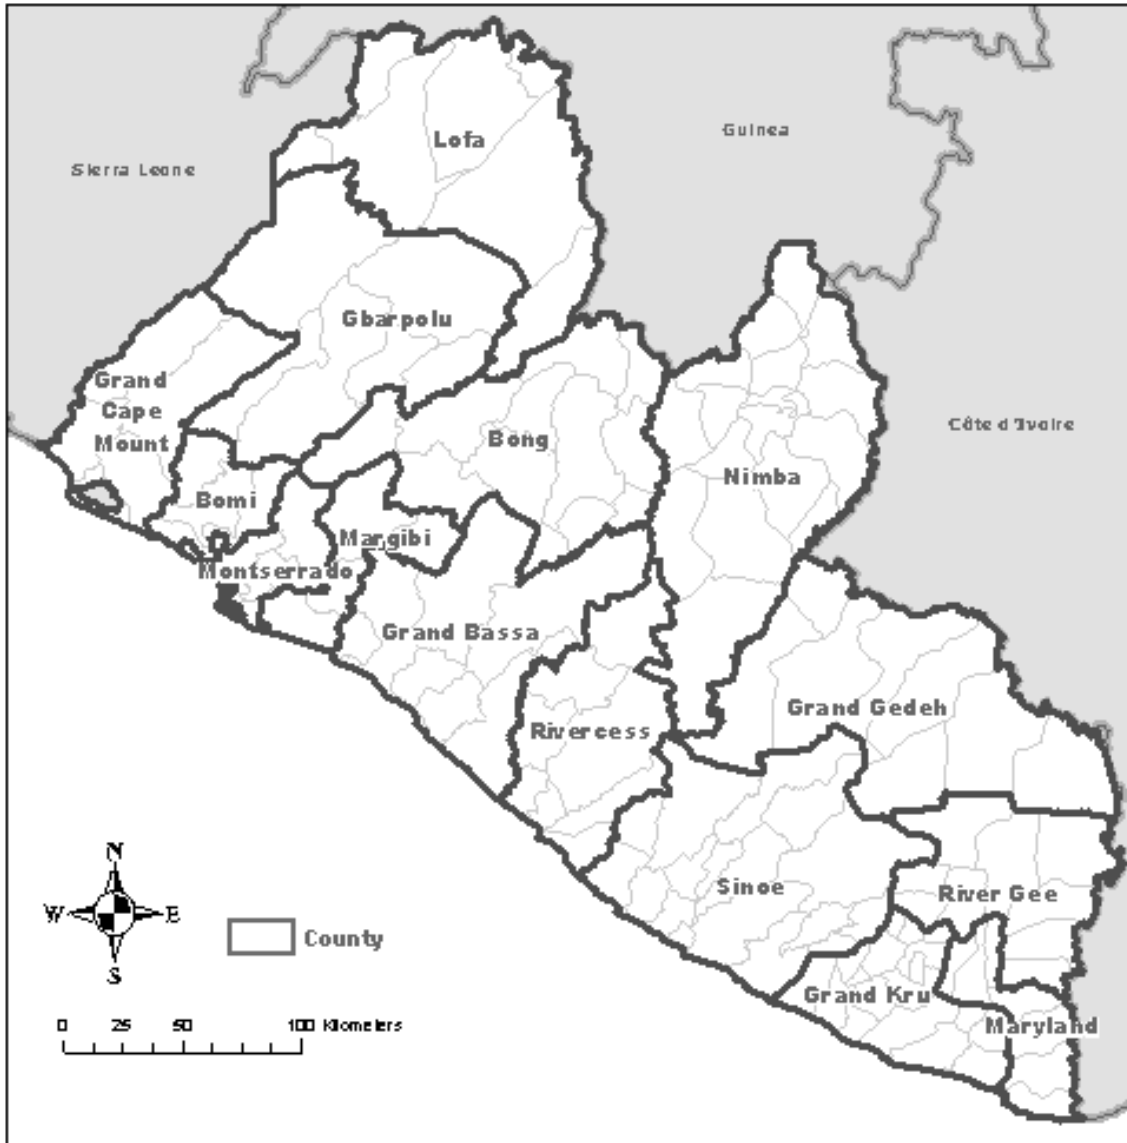 Guinea
Lofa
Sierra Leone
Gbarpolu
Grand
Cape
Mount
Côte d'Ivoire
Bong
Nimba
Bomi
Margibi
Montserrado
Grand Bassa
Grand Gedeh
Rivercess
Sinoe
River Gee
Grand Kru
Maryland
N
W E
S
County
0 25 50 100 Kilometers